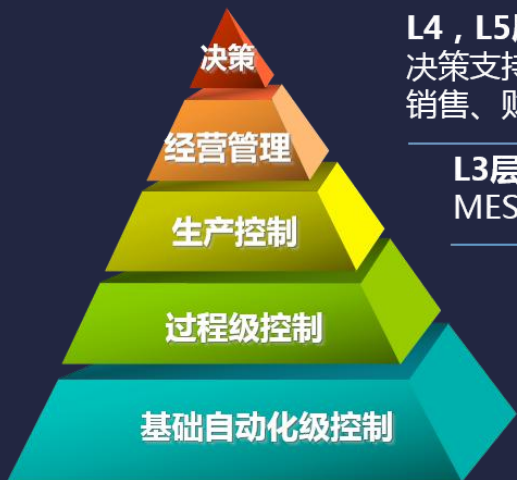 决策
经营管理
生产控制
过程级控制
基础自动化级控制
L4，L5
决策支持
销售、
L3层
MES